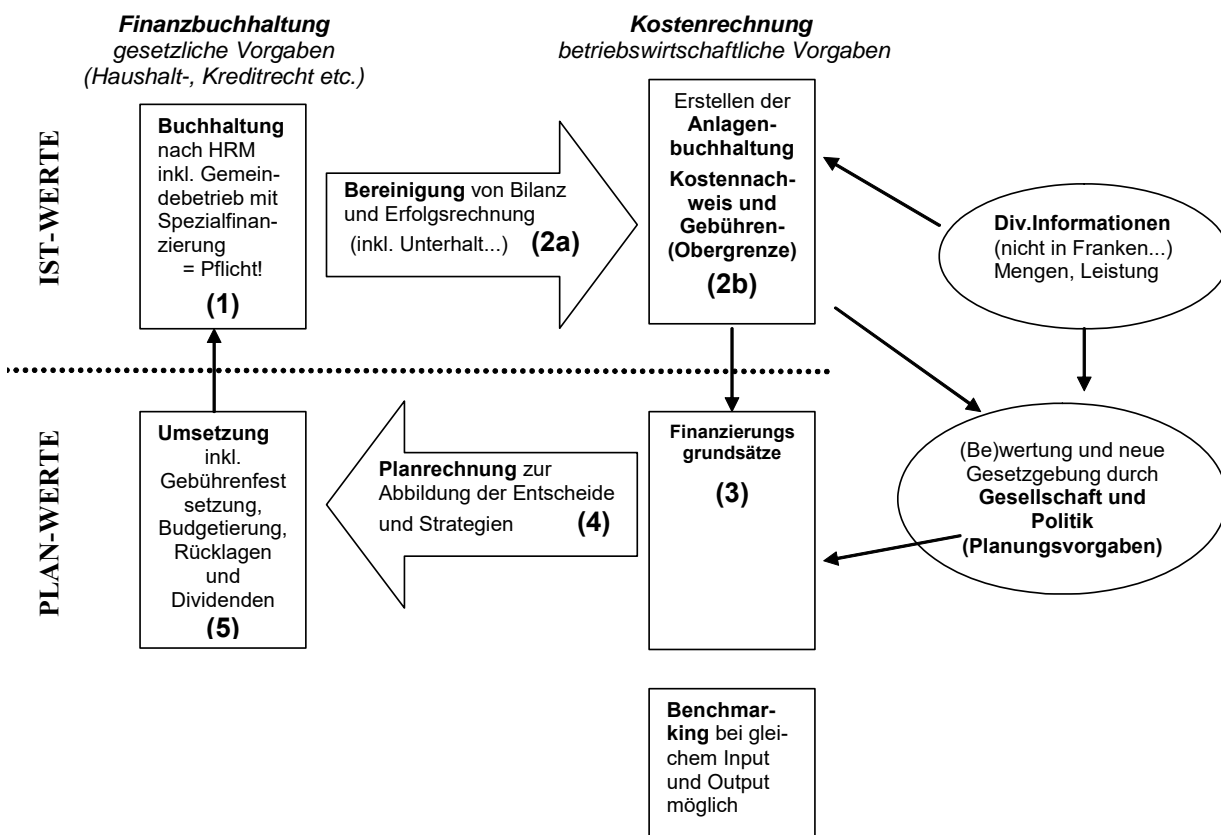 Finanzbuchhaltung
gesetzliche Vorgaben
(Haushalt-, Kreditrecht etc.)
Kostenrechnung
betriebswirtschaftliche Vorgaben
IST-WERTE
Buchhaltung
nach HRM
inkl. Gemein-
debetrieb mit
Spezialfinan-
zierung
= Pflicht!
(1)
Bereinigung von Bilanz
und Erfolgsrechnung
(inkl. Unterhalt...) (2a)
Erstellen der
Anlagen-
buchhaltung
Kostennach-
weis und
Gebühren-
(Obergrenze)
(2b)
Div.Informationen
(nicht in Franken...)
Mengen, Leistung
PLAN-WERTE
Umsetzung
inkl.
Gebührenfest
setzung,
Budgetierung,
Rücklagen
und
Dividenden
(5)
Planrechnung zur
Abbildung der Entscheide
und Strategien (4)
Finanzierungs
grundsätze
(3)
(Be)wertung und neue
Gesetzgebung durch
Gesellschaft und
Politik
(Planungsvorgaben)
Benchmar-
king bei glei-
chem Input
und Output
möglich